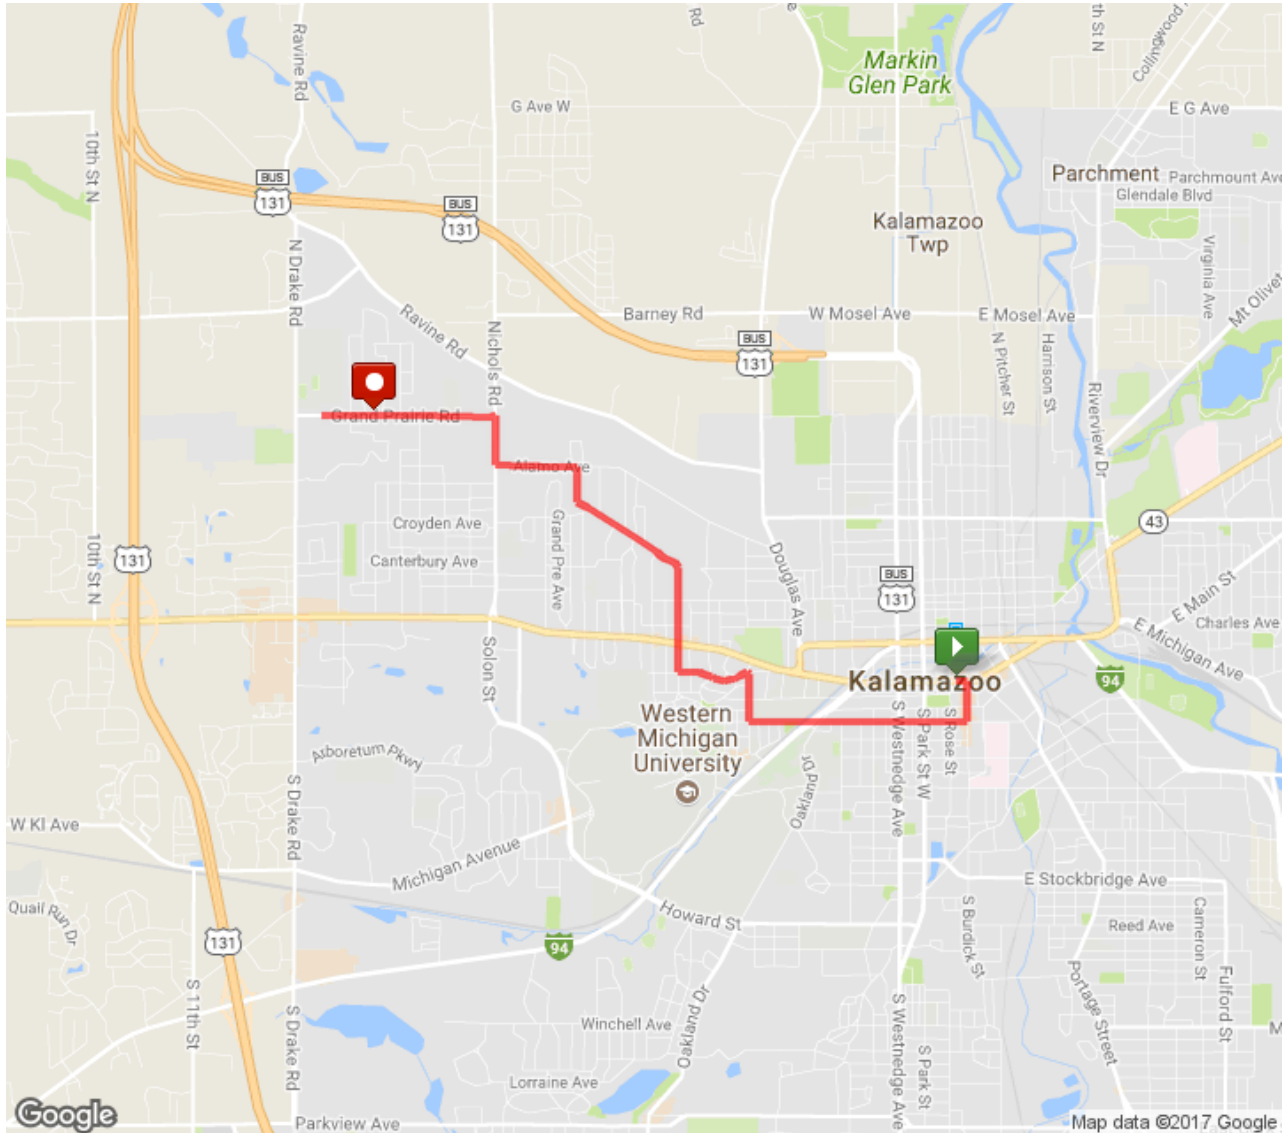 Rd
th St N
Collingwood
Ravine Rd
Markin
Glen Park
G Ave W
E G Ave
10th St N
Parchment
Parchmount Ave
Glendale Blvd
BUS
131
BUS
131
Kalamazoo
Twp
N Drake Rd
Virginia Ave
Mt Olivet
Ravine Rd
Barney Rd
W Mosel Ave
E Mosel Ave
Nichols Rd
BUS
131
N Pitcher St
Harrison St
Riverview Dr
Grand Prairie Rd
Alamo Ave
Croyden Ave
Grand Pre Ave
43
10th St N
131
Canterbury Ave
Douglas Ave
BUS
131
E Main St
Charles Ave
E Michigan Ave
Solon St
Kalamazoo
94
Western
Michigan
University
S Westnedge Ave
S Park St W
S Rose St
Arboretum Pkwy
S Drake Rd
Oakland Dr
W Kl Ave
Michigan Avenue
E Stockbridge Ave
Quail Run Dr
Howard St
S Burdick St
Reed Ave
Cameron St
Fulford St
131
94
S 11th St
S Drake Rd
Winchell Ave
Oakland Dr
S Westnedge Ave
S Park St
Portage Street
M
Lorraine Ave
Parkview Ave
Google
Map data ©2017 Google